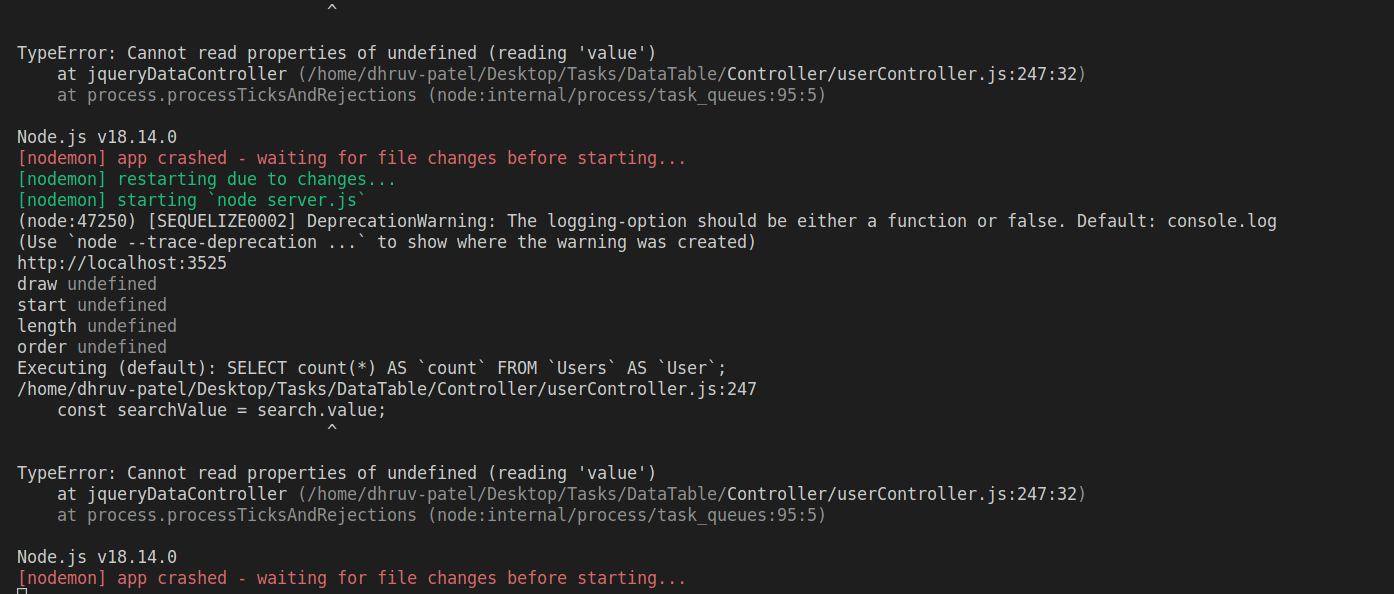 ^
TypeError: Cannot read properties of undefined (reading 'value')
    at jqueryDataController (/home/dhruv-patel/Desktop/Tasks/DataTable/Controller/userController.js:247:32)
    at process.processTicksAndRejections (node:internal/process/task_queues:95:5)
Node.js v18.14.0
[nodemon] app crashed - waiting for file changes before starting...
[nodemon] restarting due to changes...
[nodemon] starting `node server.js`
(node:47250) [SEQUELIZE0002] DeprecationWarning: The logging-option should be either a function or false. Default: console.log
(Use `node --trace-deprecation ...` to show where the warning was created)
http://localhost:3525
draw undefined
start undefined
length undefined
order undefined
Executing (default): SELECT count(*) AS `count` FROM `Users` AS `User`;
/home/dhruv-patel/Desktop/Tasks/DataTable/Controller/userController.js:247
    const searchValue = search.value;
                               ^
TypeError: Cannot read properties of undefined (reading 'value')
    at jqueryDataController (/home/dhruv-patel/Desktop/Tasks/DataTable/Controller/userController.js:247:32)
    at process.processTicksAndRejections (node:internal/process/task_queues:95:5)
Node.js v18.14.0
[nodemon] app crashed - waiting for file changes before starting...